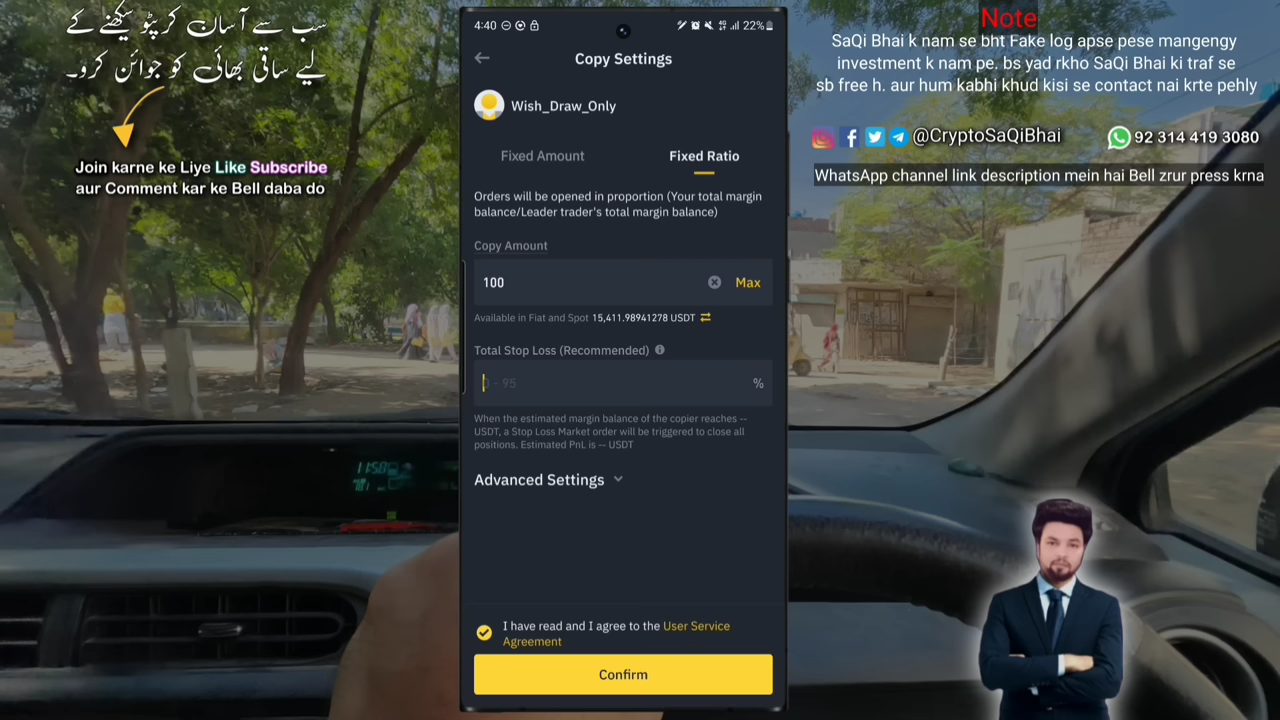 سب سے آسان کرپٹو سیکھنے کے
لیے ساقی بھائی کو جوائن کرو۔
Join karne ke Liye Like Subscribe
aur Comment kar ke Bell daba do
4:40
22%
Copy Settings
Wish_Draw_Only
Fixed Amount
Fixed Ratio
Orders will be opened in proportion (Your total margin
balance/Leader trader's total margin balance)
Copy Amount
100
Max
Available in Fiat and Spot 15,411.98941278 USDT
Total Stop Loss (Recommended)
0 - 95
%
When the estimated margin balance of the copier reaches --
USDT, a Stop Loss Market order will be triggered to close all
positions. Estimated PnL is -- USDT
Advanced Settings
I have read and I agree to the User Service
Agreement
Confirm
Note
SaQi Bhai k nam se bht Fake log apse pese mangengy
investment k nam pe. bs yad rkho SaQi Bhai ki traf se
sb free h. aur hum kabhi khud kisi se contact nai krte pehly
@CryptoSaQiBhai
92 314 419 3080
WhatsApp channel link description mein hai Bell zrur press krna